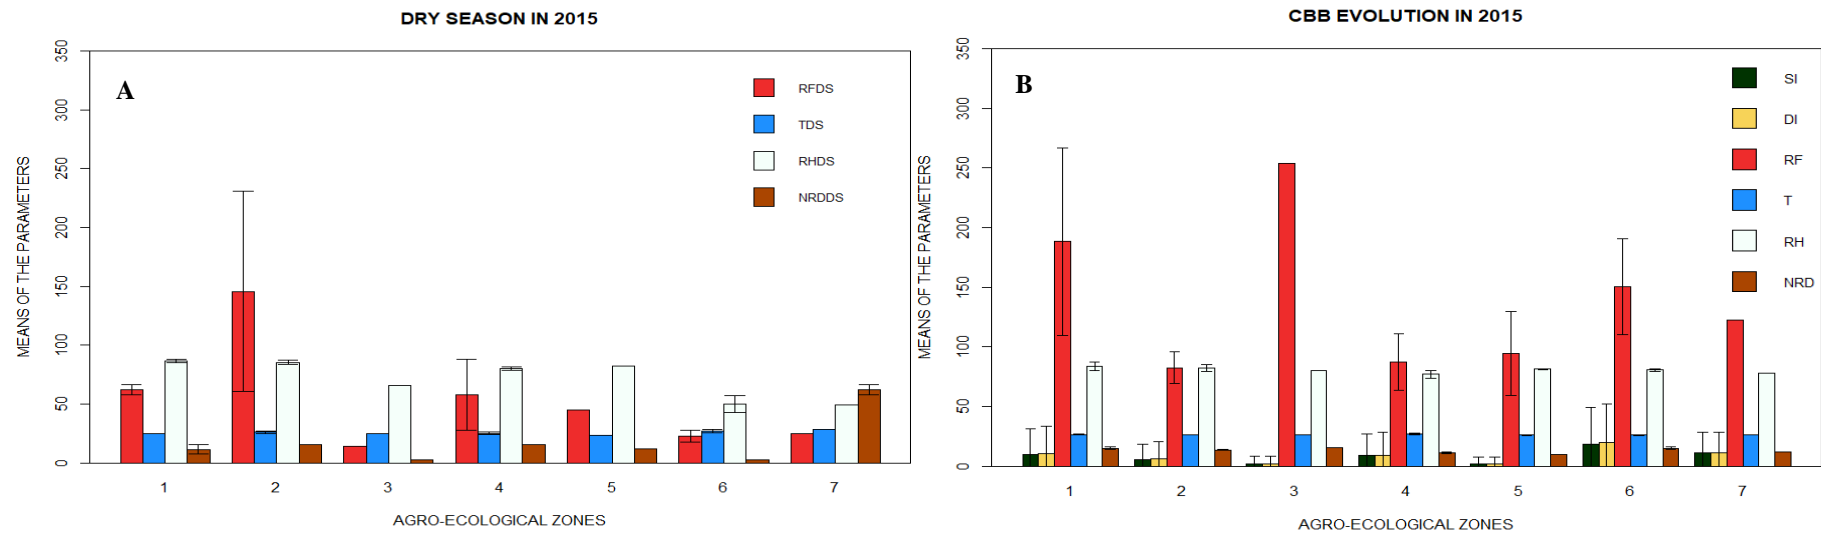 DRY SEASON IN 2015
A
RFDS
TDS
RHDS
NRDDS
MEANS OF THE PARAMETERS
350
300
250
200
150
100
50
0
1 2 3 4 5 6 7
AGRO-ECOLOGICAL ZONES
CBB EVOLUTION IN 2015
B
SI
DI
RF
T
RH
NRD
MEANS OF THE PARAMETERS
350
300
250
200
150
100
50
0
1 2 3 4 5 6 7
AGRO-ECOLOGICAL ZONES